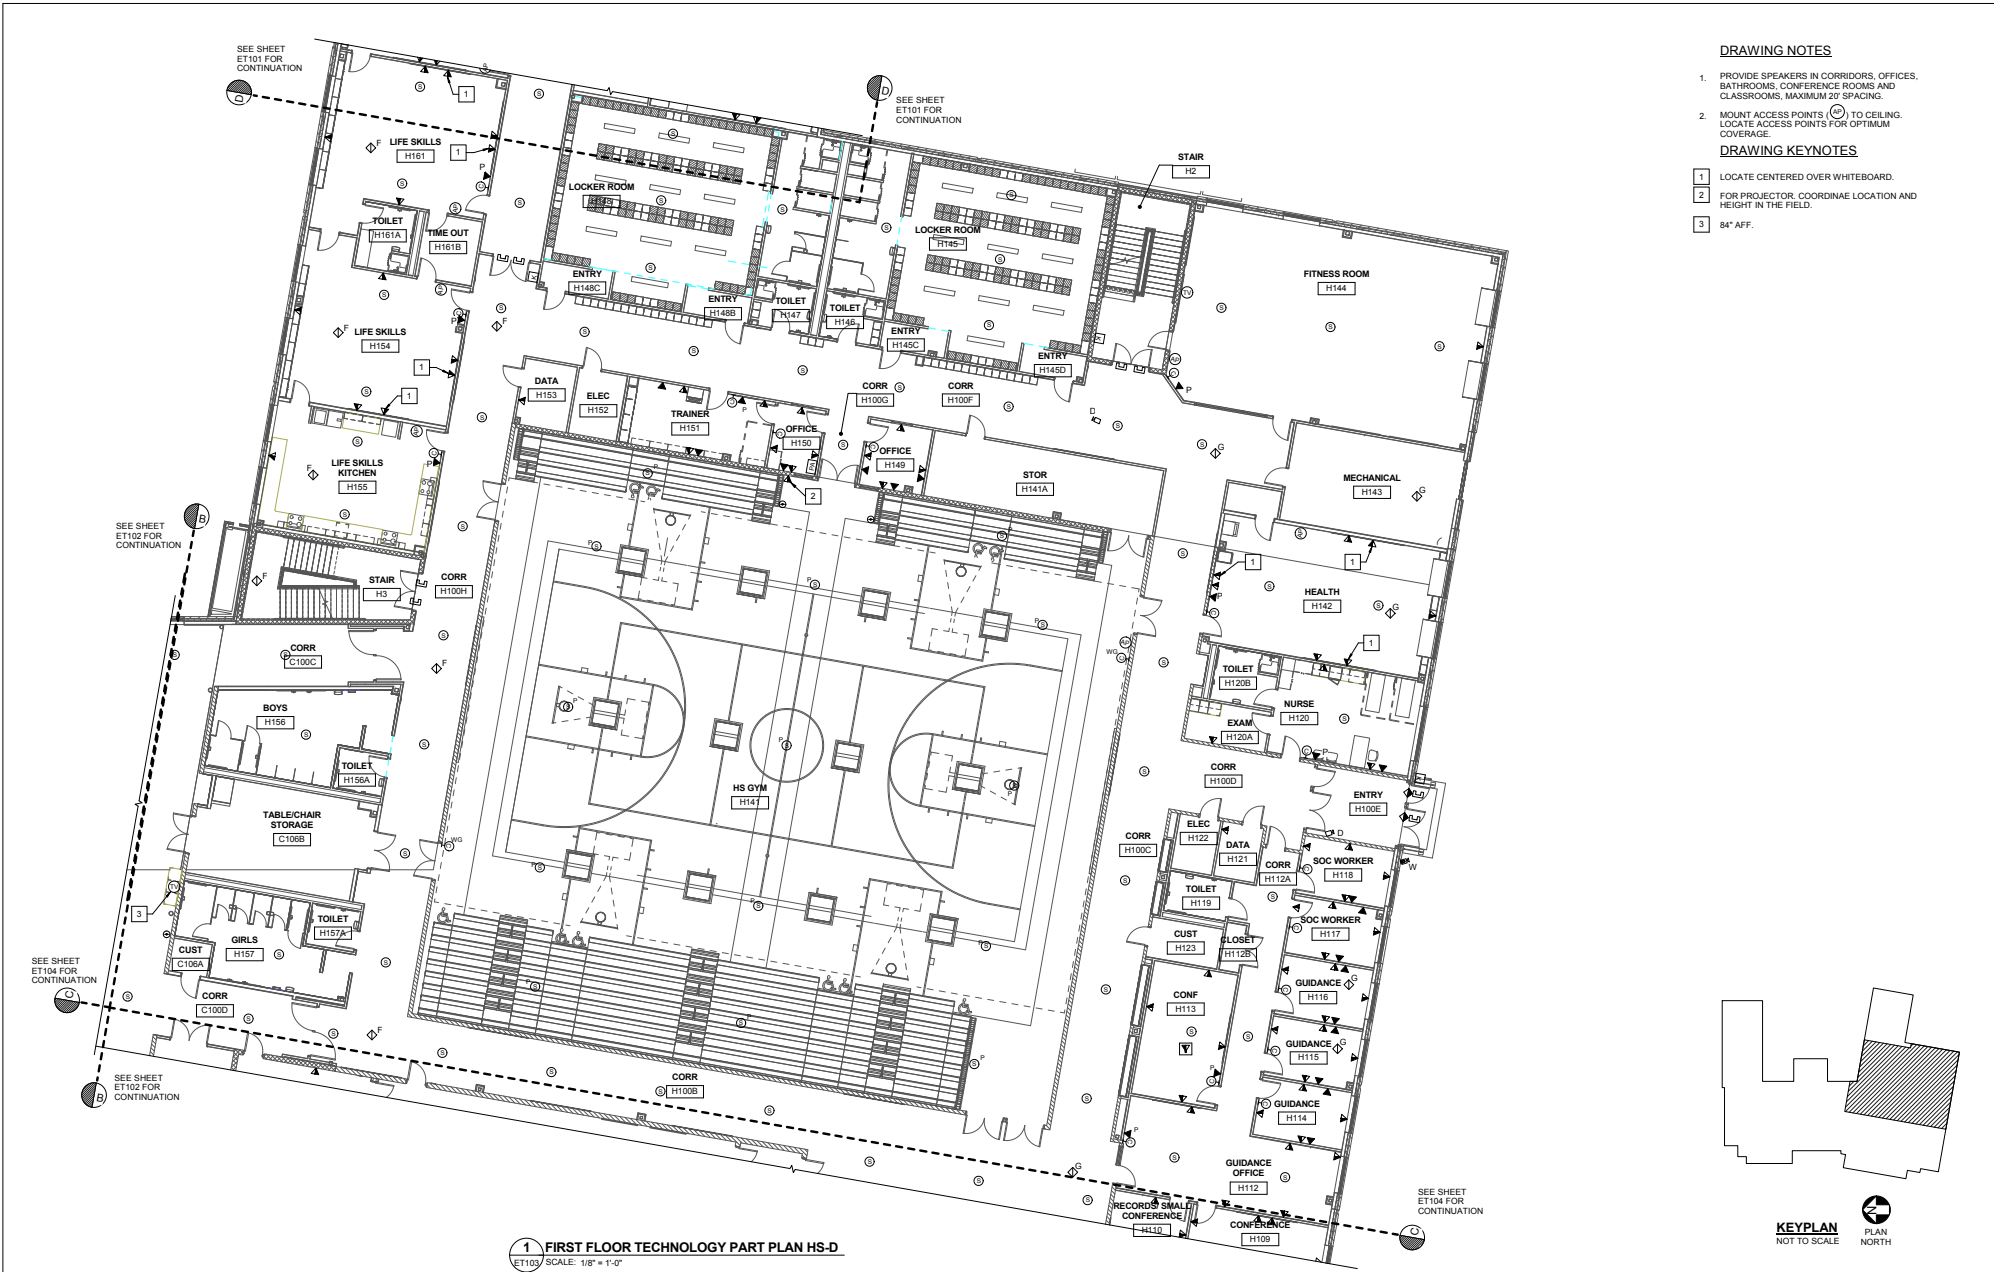 SEE SHEET
ET101 FOR
CONTINUATION
D
D
SEE SHEET
ET101 FOR
CONTINUATION
DRAWING NOTES
1. PROVIDE SPEAKERS IN CORRIDORS, OFFICES,
BATHROOMS, CONFERENCE ROOMS AND
CLASSROOMS, MAXIMUM 20' SPACING.
2. MOUNT ACCESS POINTS ( AP ) TO CEILING.
LOCATE ACCESS POINTS FOR OPTIMUM
COVERAGE.
DRAWING KEYNOTES
1 LOCATE CENTERED OVER WHITEBOARD.
2 FOR PROJECTOR. COORDINAE LOCATION AND
HEIGHT IN THE FIELD.
3 84" AFF.
LIFE SKILLS
H161
TOILET
H161A
TIME OUT
H161B
LOCKER ROOM
H148
ENTRY
H148C
ENTRY
H148B
TOILET
H147
TOILET
H146
LOCKER ROOM
H145
ENTRY
H145C
ENTRY
H145D
STAIR
H2
FITNESS ROOM
H144
LIFE SKILLS
H154
DATA
H153
ELEC
H152
TRAINER
H151
OFFICE
H150
CORR
H100G
CORR
H100F
OFFICE
H149
STOR
H141A
MECHANICAL
H143
LIFE SKILLS
KITCHEN
H155
SEE SHEET
ET102 FOR
CONTINUATION
B
STAIR
H3
CORR
H100H
HEALTH
H142
CORR
C100C
BOYS
H156
TOILET
H156A
TOILET
H120B
NURSE
H120
EXAM
H120A
HS GYM
H141
CORR
H100D
ENTRY
H100E
TABLE/CHAIR
STORAGE
C106B
ELEC
H122
DATA
H121
CORR
H100C
CORR
H112A
SOC WORKER
H118
TOILET
H119
SOC WORKER
H117
TOILET
H157A
GIRLS
H157
CUST
C106A
CUST
H123
CLOSET
H112B
SEE SHEET
ET104 FOR
CONTINUATION
C
CORR
C100D
CONF
H113
GUIDANCE
H116
GUIDANCE
H115
GUIDANCE
H114
CORR
H100B
SEE SHEET
ET102 FOR
CONTINUATION
B
GUIDANCE
OFFICE
H112
RECORDS/ SMALL
CONFERENCE
H110
CONFERENCE
H109
SEE SHEET
ET104 FOR
CONTINUATION
C
1
ET103
FIRST FLOOR TECHNOLOGY PART PLAN HS-D
SCALE: 1/8" = 1'-0"
KEYPLAN
NOT TO SCALE
N
PLAN
NORTH